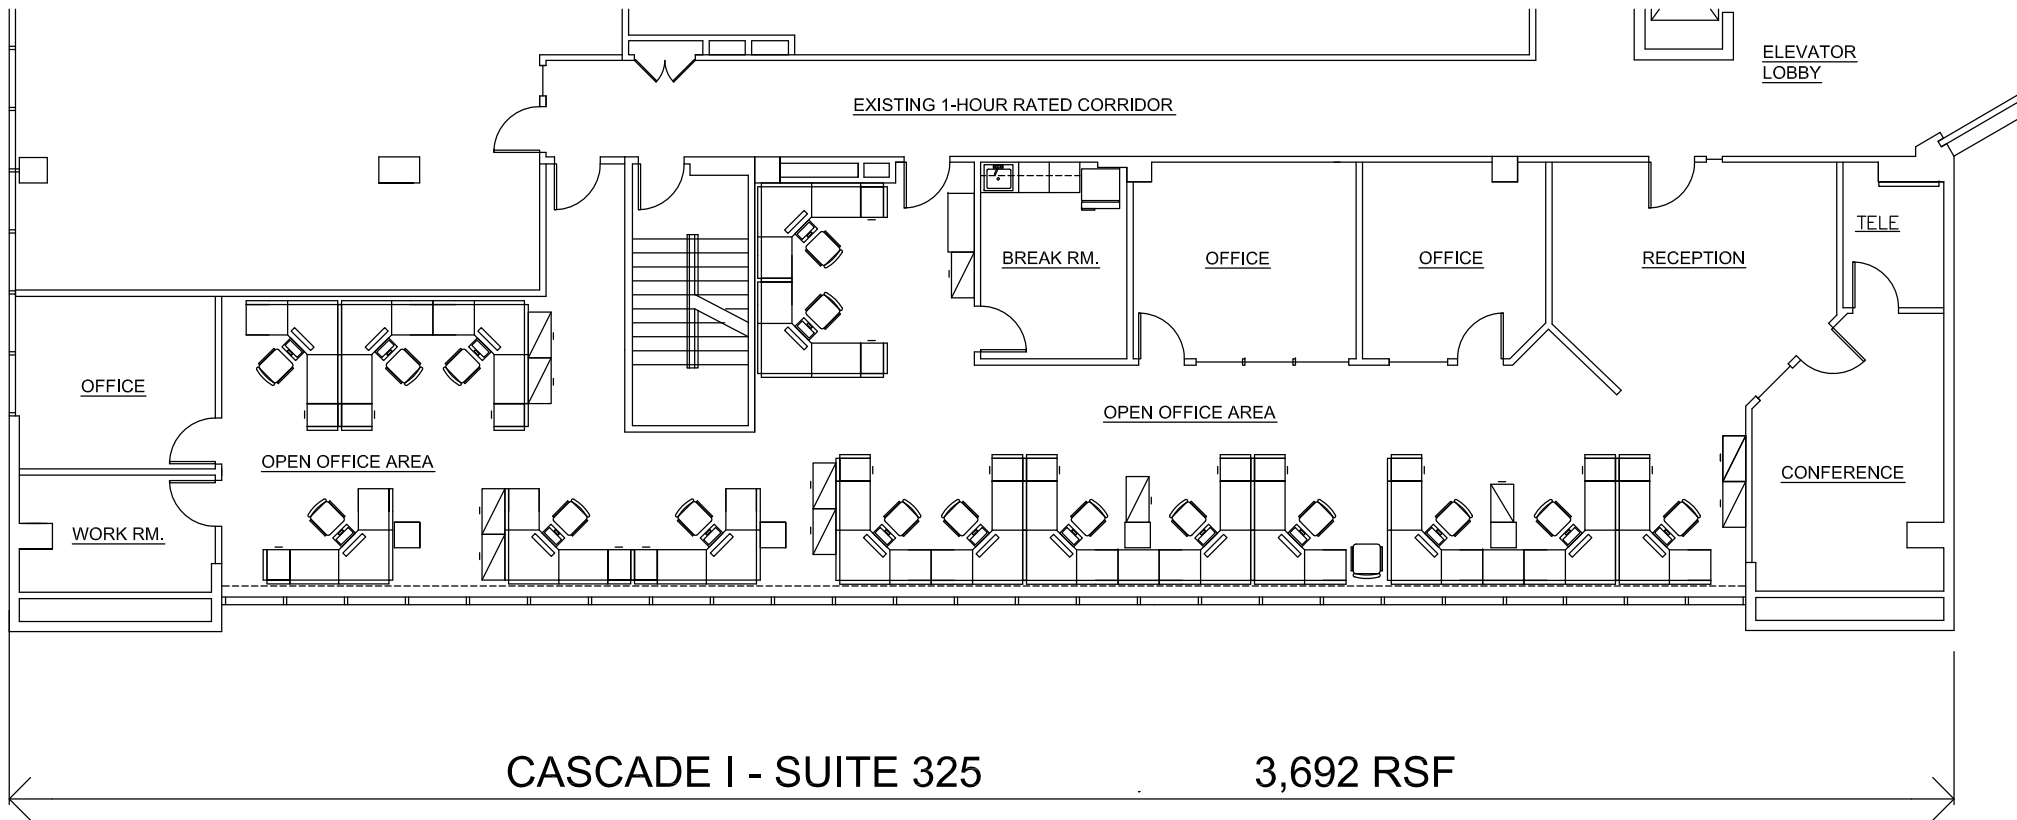 ELEVATOR
LOBBY
EXISTING 1-HOUR RATED CORRIDOR
TELE
BREAK RM.
OFFICE
OFFICE
RECEPTION
OFFICE
OPEN OFFICE AREA
OPEN OFFICE AREA
CONFERENCE
WORK RM.
CASCADE I - SUITE 325
3,692 RSF